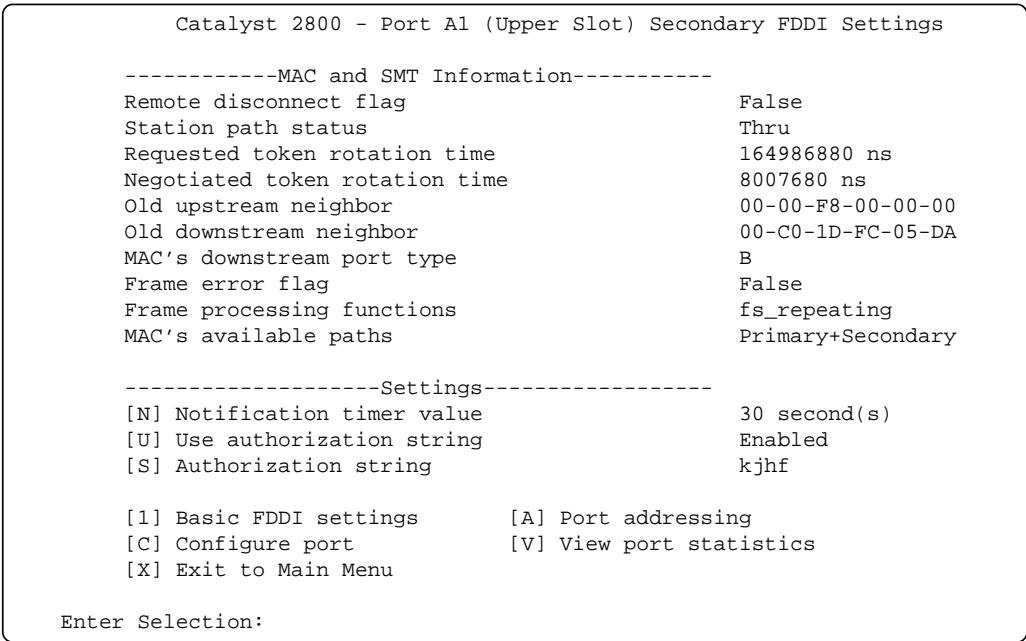 Catalyst 2800 - Port A1 (Upper Slot) Secondary FDDI Settings
------------MAC and SMT Information-----------
Remote disconnect flag False
Station path status Thru
Requested token rotation time 164986880 ns
Negotiated token rotation time 8007680 ns
Old upstream neighbor 00-00-F8-00-00-00
Old downstream neighbor 00-C0-1D-FC-05-DA
MAC’s downstream port type B
Frame error flag False
Frame processing functions fs_repeating
MAC’s available paths Primary+Secondary
--------------------Settings------------------
[N] Notification timer value 30 second(s)
[U] Use authorization string Enabled
[S] Authorization string kjhf
[1] Basic FDDI settings [A] Port addressing
[C] Configure port [V] View port statistics
[X] Exit to Main Menu
Enter Selection: